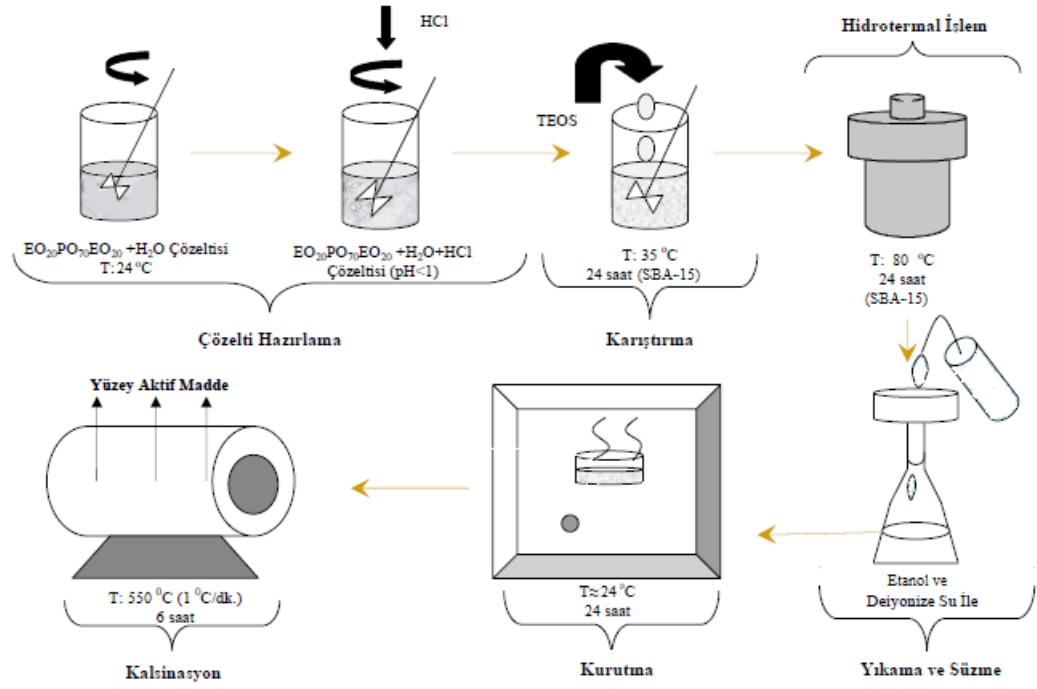 HCl
Hidrotermal İşlem
TEOS
EO₂₀PO₇₀EO₂₀ +H₂O Çözeltisi
T: 24 °C
EO₂₀PO₇₀EO₂₀ +H₂O+HCl
Çözeltisi (pH<1)
Çözelti Hazırlama
T: 35 °C
24 saat (SBA-15)
Karıştırma
T: 80 °C
24 saat
(SBA-15)
Yüzey Aktif Madde
T: 550 ⁰C (1 ⁰C/dk.)
6 saat
Kalsinasyon
T≈24 °C
24 saat
Kurutma
Etanol ve
Deiyonize Su İle
Yıkama ve Süzme